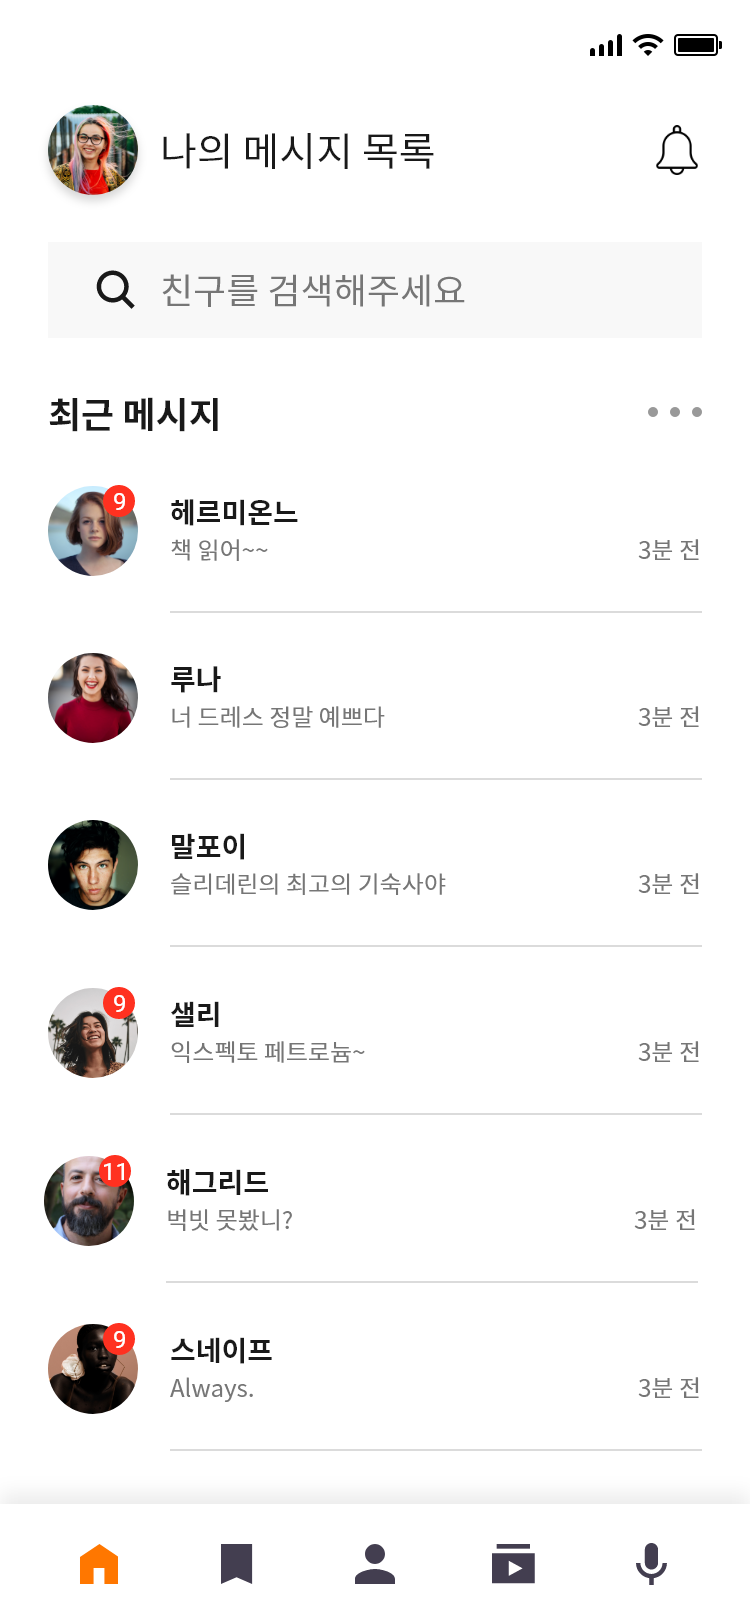 나의 메시지 목록
친구를 검색해주세요
최근 메시지
9
헤르미온느
책 읽어~~
3분 전
루나
너 드레스 정말 예쁘다
3분 전
말포이
슬리데린의 최고의 기숙사야
3분 전
9
샐리
익스펙토 페트로늄~
3분 전
11
해그리드
벅빗 못봤니?
3분 전
9
스네이프
Always.
3분 전